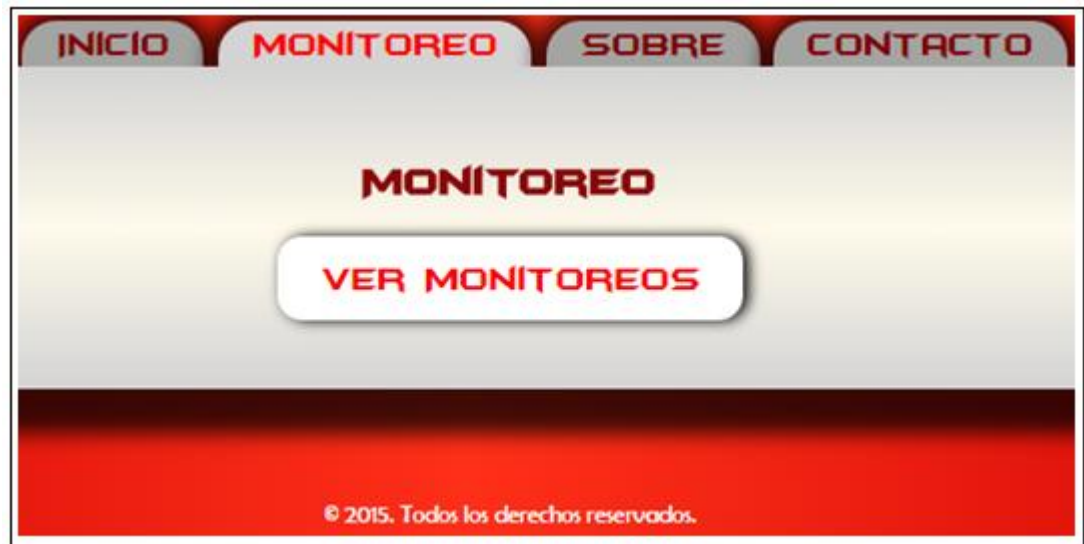 INICIO MONITOREO SOBRE CONTACTO
MONITOREO
VER MONITOREOS
© 2015. Todos los derechos reservados.